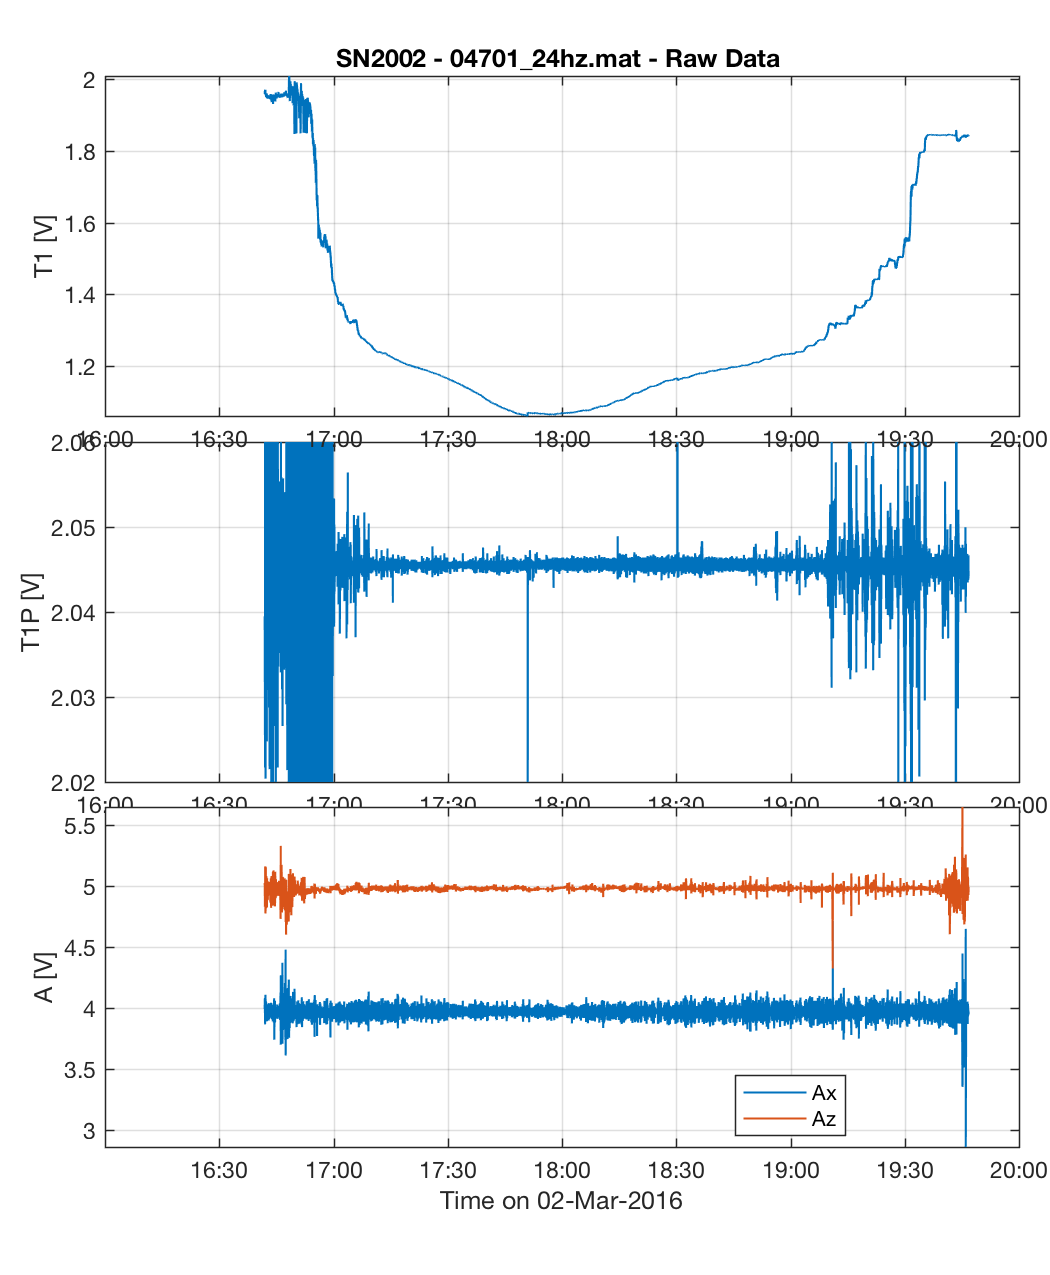 SN2002 - 04701_24hz.mat - Raw Data
2
1.8
1.6
1.4
1.2
T1 [V]
16:00 16:30 17:00 17:30 18:00 18:30 19:00 19:30 20:00
2.06
2.05
2.04
2.03
2.02
T1P [V]
16:00 16:30 17:00 17:30 18:00 18:30 19:00 19:30 20:00
5.5
5
4.5
4
3.5
3
A [V]
Ax
Az
16:30 17:00 17:30 18:00 18:30 19:00 19:30 20:00
Time on 02-Mar-2016